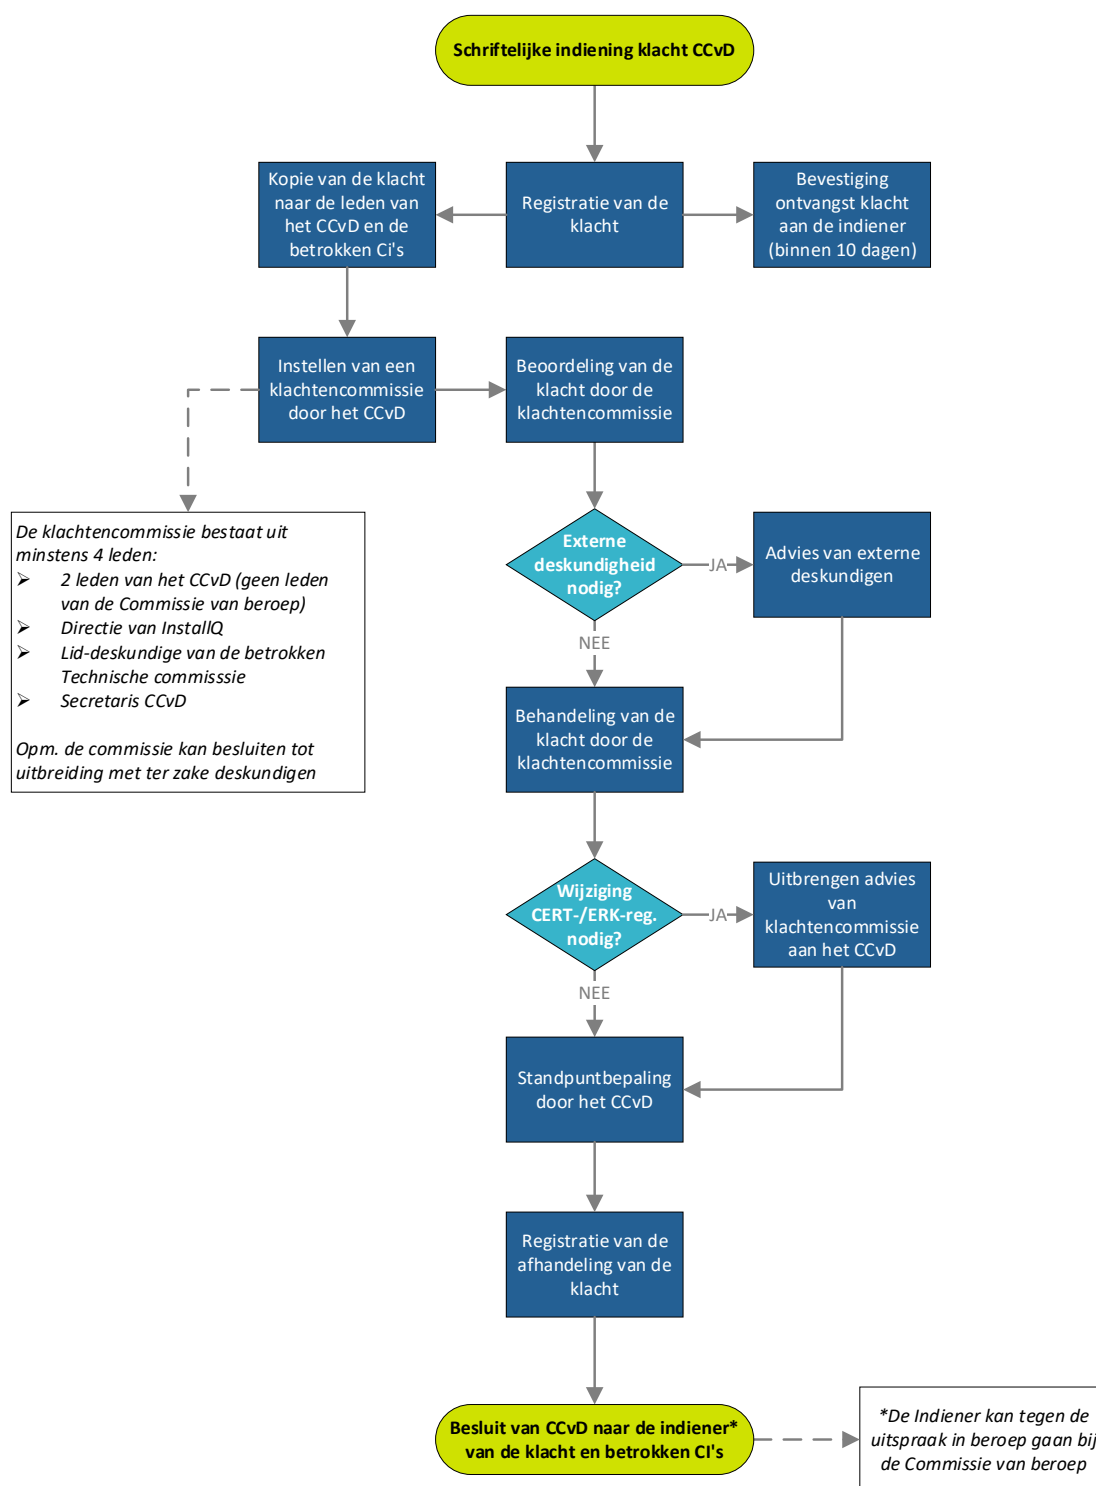 Schriftelijke indiening klacht CCvD
Kopie van de klacht
naar de leden van
het CCvD en de
betrokken Ci's
Registratie van de
klacht
Bevestiging
ontvangst klacht
aan de indiener
(binnen 10 dagen)
Instellen van een
klachtencommissie
door het CCvD
Beoordeling van de
klacht door de
klachtencommissie
De klachtencommissie bestaat uit
minstens 4 leden:
➢ 2 leden van het CCvD (geen leden
van de Commissie van beroep)
➢ Directie van InstallQ
➢ Lid-deskundige van de betrokken
Technische commisssie
➢ Secretaris CCvD
Opm. de commissie kan besluiten tot
uitbreiding met ter zake deskundigen
Externe
deskundigheid
nodig?
JA
Advies van externe
deskundigen
NEE
Behandeling van de
klacht door de
klachtencommissie
Wijziging
CERT-/ERK-reg.
nodig?
JA
Uitbrengen advies
van
klachtencommissie
aan het CCvD
NEE
Standpuntbepaling
door het CCvD
Registratie van de
afhandeling van de
klacht
Besluit van CCvD naar de indiener*
van de klacht en betrokken CI's
*De Indiener kan tegen de
uitspraak in beroep gaan bij
de Commissie van beroep